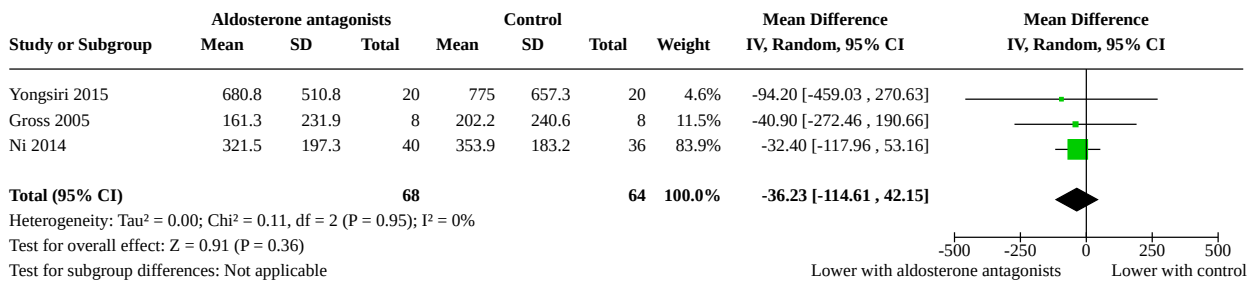 Aldosterone antagonists Control Mean Difference Mean Difference
Study or Subgroup Mean SD Total Mean SD Total Weight IV, Random, 95% CI IV, Random, 95% CI
Yongsiri 2015 680.8 510.8 20 775 657.3 20 4.6% -94.20 [-459.03 , 270.63]
Gross 2005 161.3 231.9 8 202.2 240.6 8 11.5% -40.90 [-272.46 , 190.66]
Ni 2014 321.5 197.3 40 353.9 183.2 36 83.9% -32.40 [-117.96 , 53.16]
Total (95% CI) 68 64 100.0% -36.23 [-114.61 , 42.15]
Heterogeneity: Tau² = 0.00; Chi² = 0.11, df = 2 (P = 0.95); I² = 0%
Test for overall effect: Z = 0.91 (P = 0.36)
-500 -250 0 250 500
Test for subgroup differences: Not applicable Lower with aldosterone antagonists Lower with control